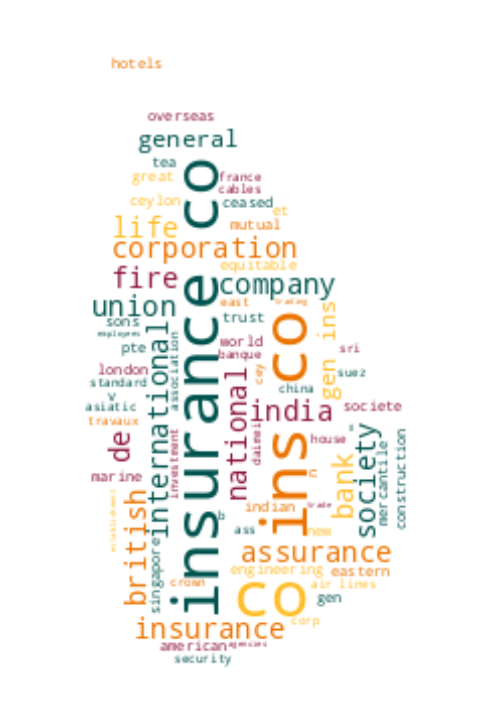 hotels
overseas
general
tea
great
france
cables
ceylon
ceased
et
life
mutual
corporation
equitable
fire
company
insurance co
union
east
trading
sons
trust
employees
pte
international
association
world
banque
cey
ins co
gen ins
sri
london
standard
suez
china
v
asiatic
national
india
societe
travaux
de
daimei
house
society
mercantile
construction
marine
investment
n
bank
british
indian
trade
b
ass
new
assurance
singapore
engineering
eastern
crown
air lines
co
gen
corp
insurance
american
agencies
security